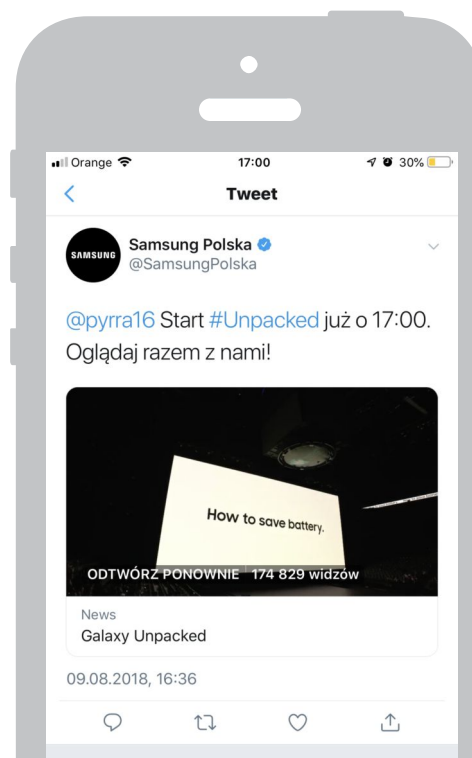 Orange 17:00 30%
Tweet
SAMSUNG
Samsung Polska
@SamsungPolska
@pyrra16 Start #Unpacked już o 17:00.
Oglądaj razem z nami!
How to save battery.
ODTWÓRZ PONOWNIE 174 829 widzów
News
Galaxy Unpacked
09.08.2018, 16:36